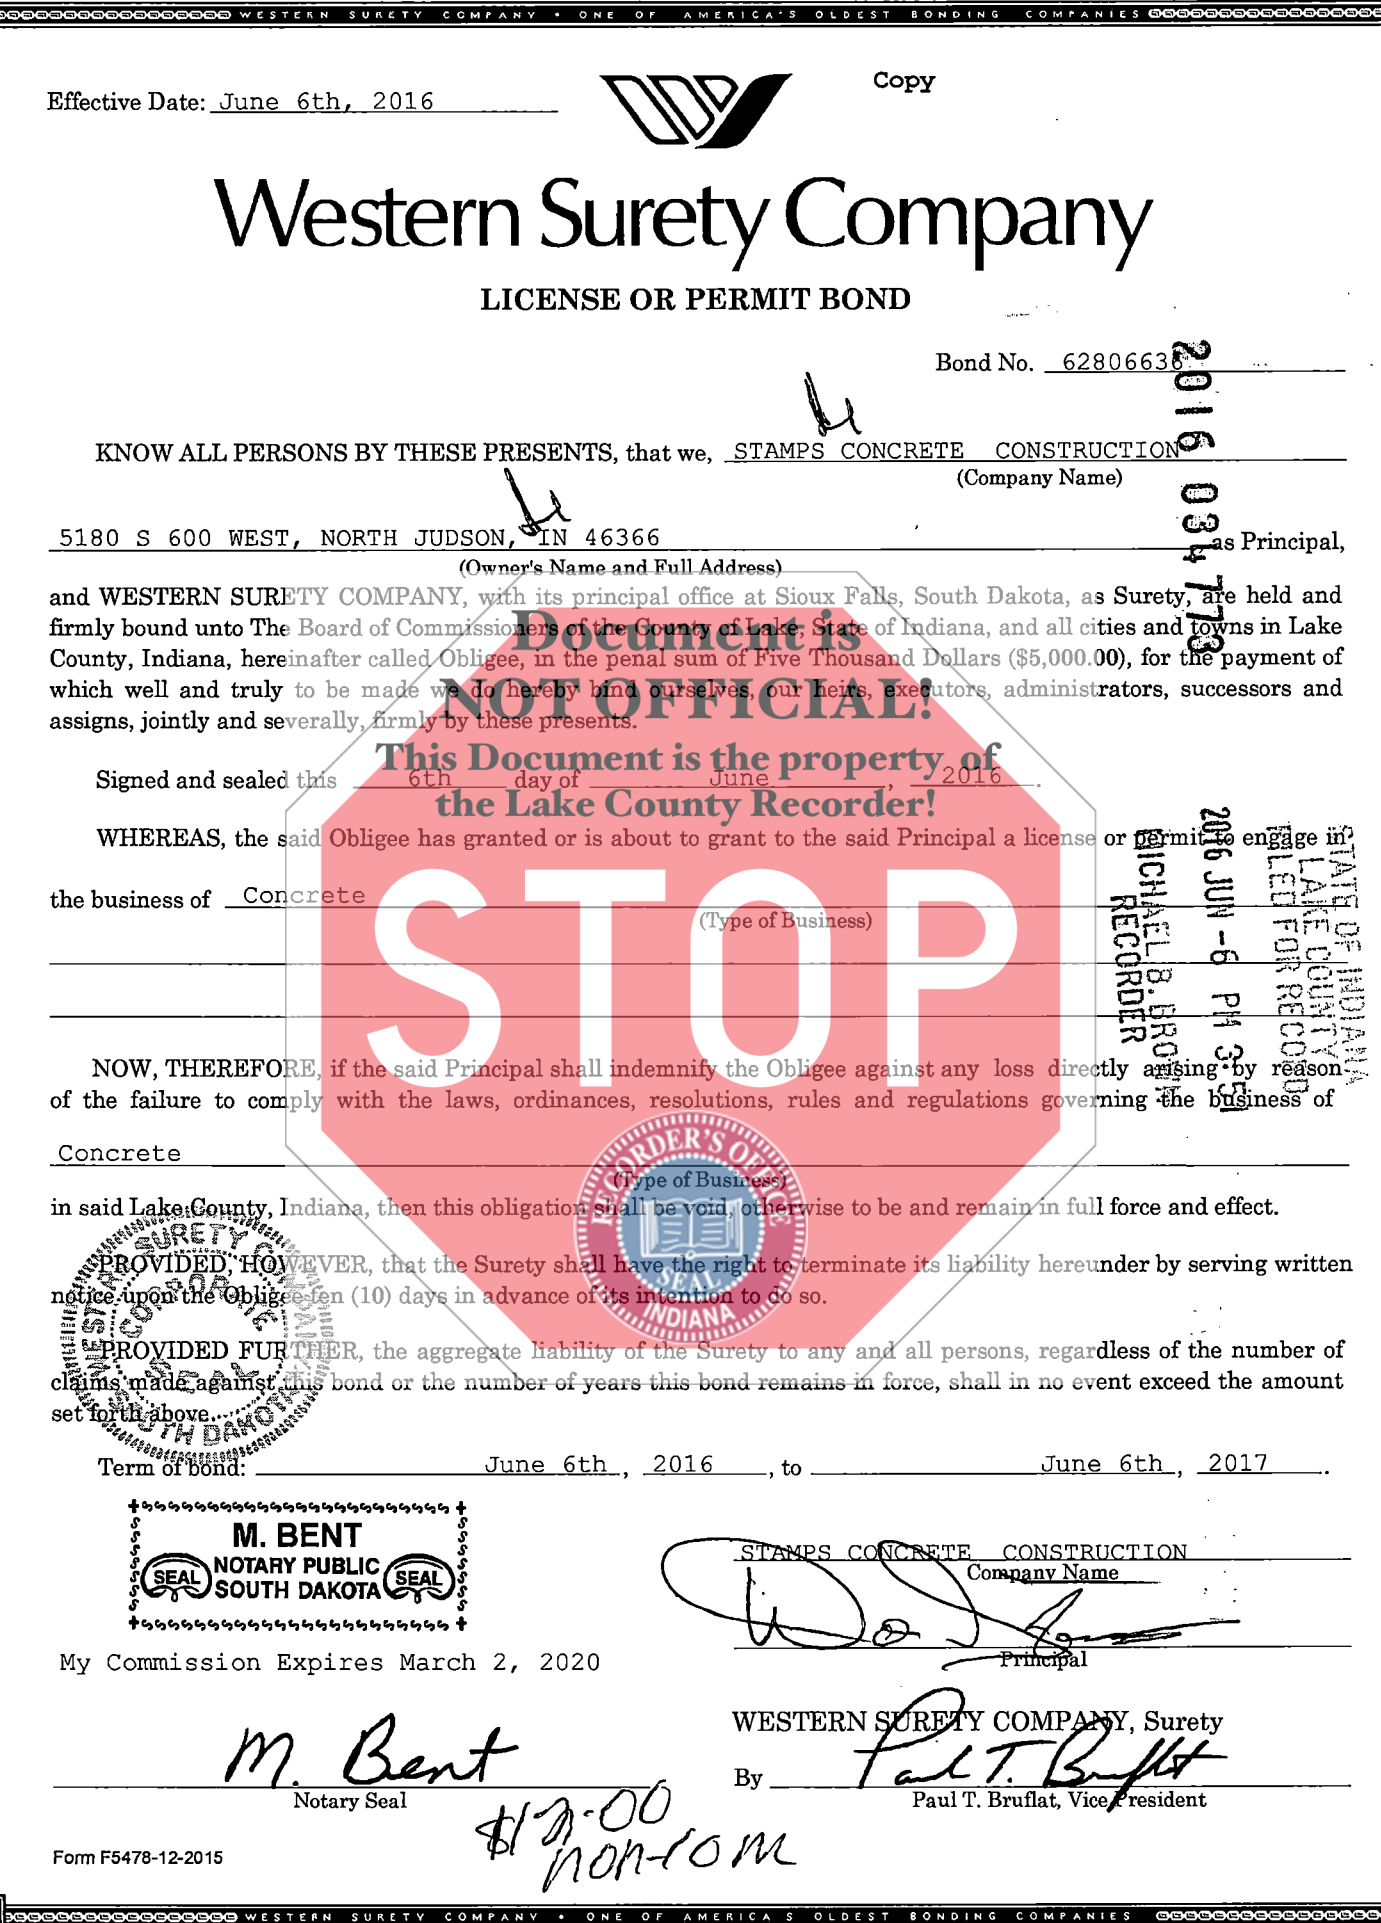 WESTERN SURETY COMPANY • ONE OF AMERICA'S OLDEST BONDING COMPANIES
Copy
Effective Date: June 6th, 2016
Western Surety Company
LICENSE OR PERMIT BOND
Bond No. 62806636
2016 034773
KNOW ALL PERSONS BY THESE PRESENTS, that we, STAMPS CONCRETE CONSTRUCTION
(Company Name)
5180 S 600 WEST, NORTH JUDSON, IN 46366 as Principal,
(Owner's Name and Full Address)
and WESTERN SURETY COMPANY, with its principal office at Sioux Falls, South Dakota, as Surety, are held and
firmly bound unto The Board of Commissioners of the County of Lake, State of Indiana, and all cities and towns in Lake
County, Indiana, hereinafter called Obligee, in the penal sum of Five Thousand Dollars ($5,000.00), for the payment of
which well and truly to be made we do hereby bind ourselves, our heirs, executors, administrators, successors and
assigns, jointly and severally, firmly by these presents.
Document is
NOT OFFICIAL!
This Document is the property of
the Lake County Recorder!
STOP
Signed and sealed this 6th day of June, 2016.
WHEREAS, the said Obligee has granted or is about to grant to the said Principal a license or permit to engage in
the business of Concrete
(Type of Business)
STATE OF INDIANA
LAKE COUNTY
FILED FOR RECORD
2016 JUN -6 PM 3:51
MICHAEL B. BROWN
RECORDER
NOW, THEREFORE, if the said Principal shall indemnify the Obligee against any loss directly arising by reason
of the failure to comply with the laws, ordinances, resolutions, rules and regulations governing the business of
Concrete
(Type of Business)
in said Lake County, Indiana, then this obligation shall be void, otherwise to be and remain in full force and effect.
PROVIDED, HOWEVER, that the Surety shall have the right to terminate its liability hereunder by serving written
notice upon the Obligee ten (10) days in advance of its intention to do so.
PROVIDED FURTHER, the aggregate liability of the Surety to any and all persons, regardless of the number of
claims made against this bond or the number of years this bond remains in force, shall in no event exceed the amount
set forth above.
RECORDER'S OFFICE
SEAL
INDIANA
WESTERN SURETY COMPANY
CORPORATE
SEAL
SOUTH DAKOTA
Term of bond: June 6th, 2016, to June 6th, 2017.
M. BENT
NOTARY PUBLIC
SOUTH DAKOTA
SEAL SEAL
My Commission Expires March 2, 2020
STAMPS CONCRETE CONSTRUCTION
Company Name
Principal
WESTERN SURETY COMPANY, Surety
M. Bent
Notary Seal
By Paul T. Bruflat
Paul T. Bruflat, Vice President
$12.00
non-com
Form F5478-12-2015
WESTERN SURETY COMPANY • ONE OF AMERICA'S OLDEST BONDING COMPANIES